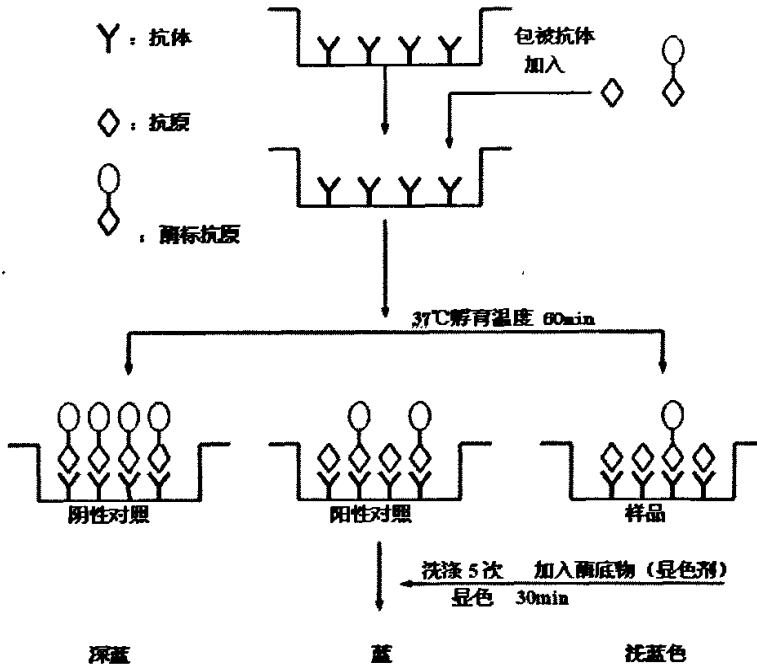 ：抗体
包被抗体
加入
：抗原
：酶标抗原
37℃孵育温度 60min
阴性对照
阳性对照
样品
洗涤 5次 加入酶底物（显色剂）
显色 30min
深蓝
蓝
浅蓝色